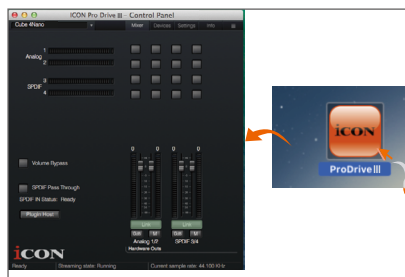 ICON Pro Drive III - Control Panel
Cube 4Nano
Mixer Devices Settings Info
Analog
1
2
SPDIF
3
4
0 0 0 0
Volume Bypass
SPDIF Pass Through
SPDIF IN Status: Ready
Plugin Host
Link Link
M M
Analog 1/2 SPDIF 3/4
Hardware Outs
iCON
Ready Streaming state: Running Current sample rate: 44.100 KHz
iCON
ProDrive III